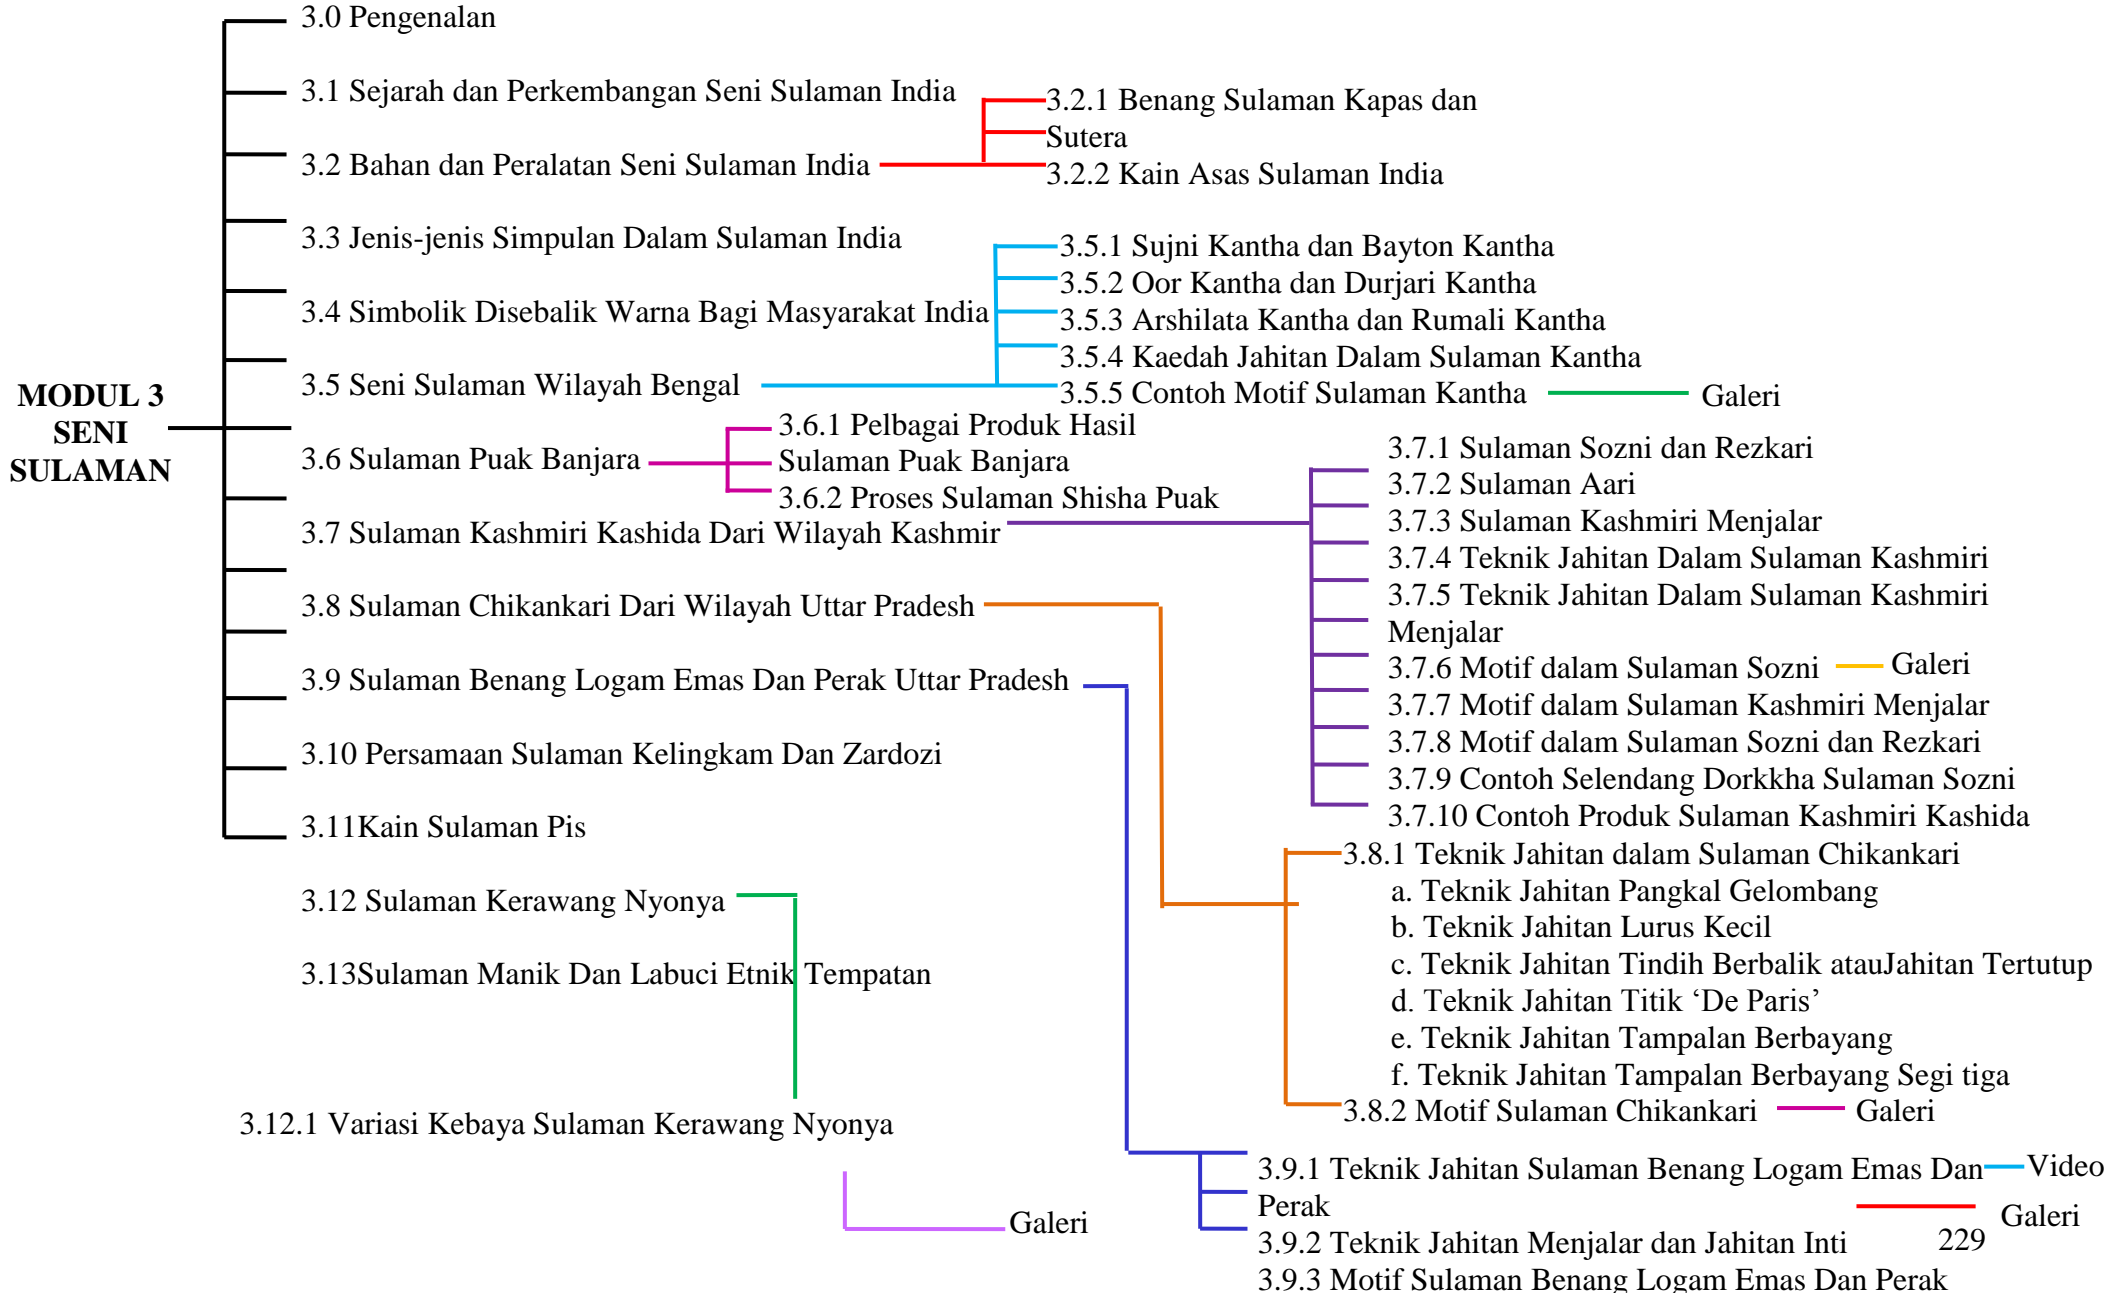 3.0 Pengenalan
3.1 Sejarah dan Perkembangan Seni Sulaman India
3.2 Bahan dan Peralatan Seni Sulaman India
3.2.1 Benang Sulaman Kapas dan
Sutera
3.2.2 Kain Asas Sulaman India
3.3 Jenis-jenis Simpulan Dalam Sulaman India
3.4 Simbolik Disebalik Warna Bagi Masyarakat India
MODUL 3
SENI
SULAMAN
3.5 Seni Sulaman Wilayah Bengal
3.5.1 Sujni Kantha dan Bayton Kantha
3.5.2 Oor Kantha dan Durjari Kantha
3.5.3 Arshilata Kantha dan Rumali Kantha
3.5.4 Kaedah Jahitan Dalam Sulaman Kantha
3.5.5 Contoh Motif Sulaman Kantha
Galeri
3.6 Sulaman Puak Banjara
3.6.1 Pelbagai Produk Hasil
Sulaman Puak Banjara
3.6.2 Proses Sulaman Shisha Puak
3.7 Sulaman Kashmiri Kashida Dari Wilayah Kashmir
3.7.1 Sulaman Sozni dan Rezkari
3.7.2 Sulaman Aari
3.7.3 Sulaman Kashmiri Menjalar
3.7.4 Teknik Jahitan Dalam Sulaman Kashmiri
3.7.5 Teknik Jahitan Dalam Sulaman Kashmiri
Menjalar
3.7.6 Motif dalam Sulaman Sozni
Galeri
3.7.7 Motif dalam Sulaman Kashmiri Menjalar
3.7.8 Motif dalam Sulaman Sozni dan Rezkari
3.7.9 Contoh Selendang Dorkkha Sulaman Sozni
3.7.10 Contoh Produk Sulaman Kashmiri Kashida
3.8 Sulaman Chikankari Dari Wilayah Uttar Pradesh
3.8.1 Teknik Jahitan dalam Sulaman Chikankari
a. Teknik Jahitan Pangkal Gelombang
b. Teknik Jahitan Lurus Kecil
c. Teknik Jahitan Tindih Berbalik atauJahitan Tertutup
d. Teknik Jahitan Titik ‘De Paris’
e. Teknik Jahitan Tampalan Berbayang
f. Teknik Jahitan Tampalan Berbayang Segi tiga
3.8.2 Motif Sulaman Chikankari
Galeri
3.9 Sulaman Benang Logam Emas Dan Perak Uttar Pradesh
3.9.1 Teknik Jahitan Sulaman Benang Logam Emas Dan
Perak
Video
3.9.2 Teknik Jahitan Menjalar dan Jahitan Inti
Galeri
3.9.3 Motif Sulaman Benang Logam Emas Dan Perak
3.10 Persamaan Sulaman Kelingkam Dan Zardozi
3.11Kain Sulaman Pis
3.12 Sulaman Kerawang Nyonya
3.13Sulaman Manik Dan Labuci Etnik Tempatan
3.12.1 Variasi Kebaya Sulaman Kerawang Nyonya
Galeri
229